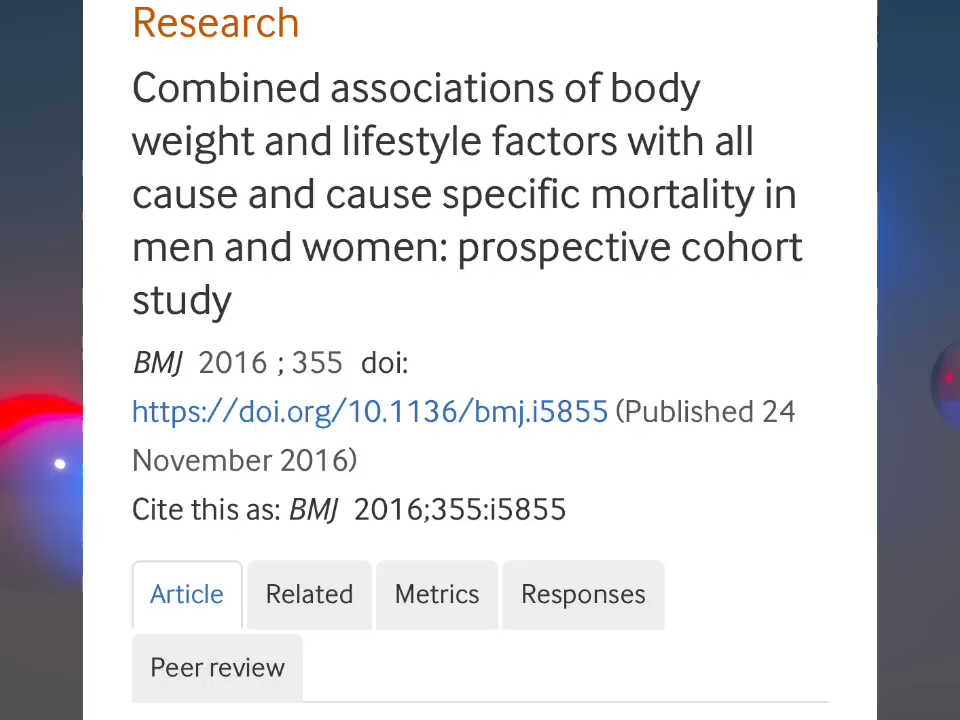 Research
Combined associations of body
weight and lifestyle factors with all
cause and cause specific mortality in
men and women: prospective cohort
study
BMJ 2016 ; 355 doi:
https://doi.org/10.1136/bmj.i5855 (Published 24
November 2016)
Cite this as: BMJ 2016;355:i5855
Article Related Metrics Responses
Peer review